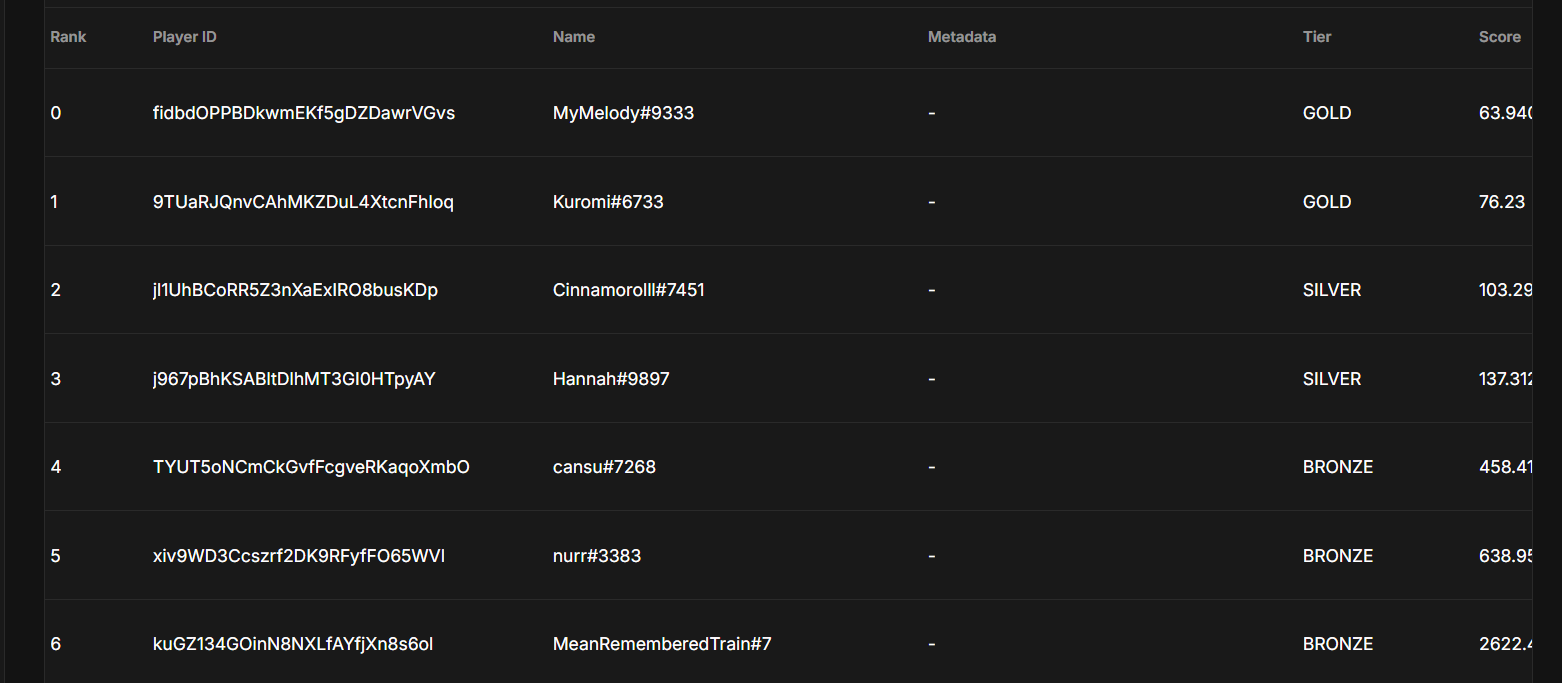 Rank Player ID Name Metadata Tier Score
0 fidbdOPPBDkwmEKf5gDZDawrVGvs MyMelody#9333 - GOLD 63.940
1 9TUaRJQnvCAhMKZDuL4XtcnFhIoq Kuromi#6733 - GOLD 76.23
2 jI1UhBCoRR5Z3nXaExIRO8busKDp Cinnamorolll#7451 - SILVER 103.29
3 j967pBhKSABltDlhMT3GI0HTpyAY Hannah#9897 - SILVER 137.312
4 TYUT5oNCmCkGvfFcgveRKaqoXmbO cansu#7268 - BRONZE 458.41
5 xiv9WD3Ccszrf2DK9RFyfFO65WVI nurr#3383 - BRONZE 638.95
6 kuGZ134GOinN8NXLfAYfjXn8s6ol MeanRememberedTrain#7 - BRONZE 2622.4